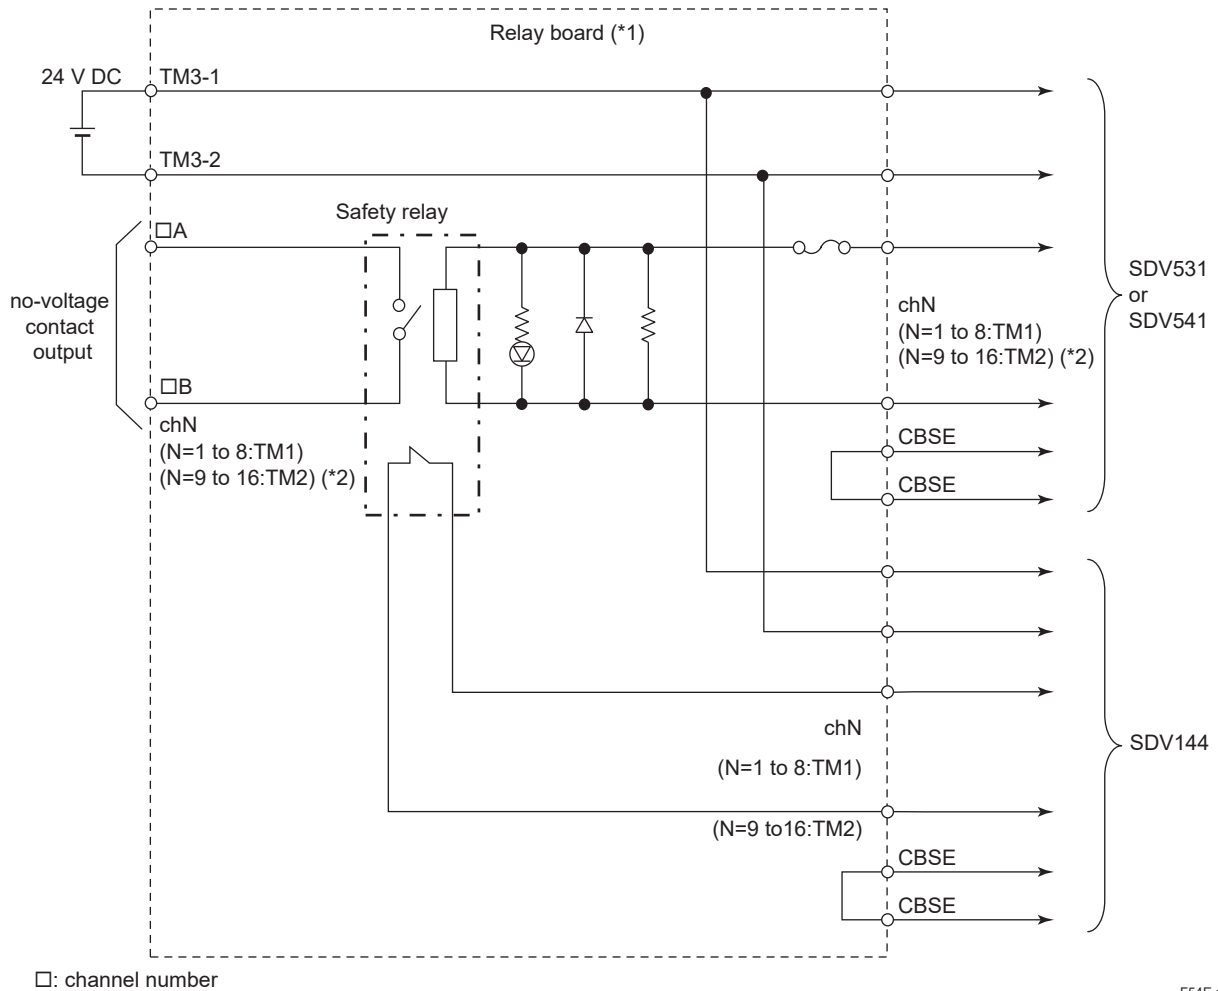 Relay board (*1)
24 V DC
TM3-1
TM3-2
Safety relay
□A
no-voltage
contact
output
□B
chN
(N=1 to 8:TM1)
(N=9 to 16:TM2) (*2)
chN
(N=1 to 8:TM1)
(N=9 to 16:TM2) (*2)
SDV531
or
SDV541
CBSE
CBSE
chN
(N=1 to 8:TM1)
(N=9 to16:TM2)
SDV144
CBSE
CBSE
□: channel number